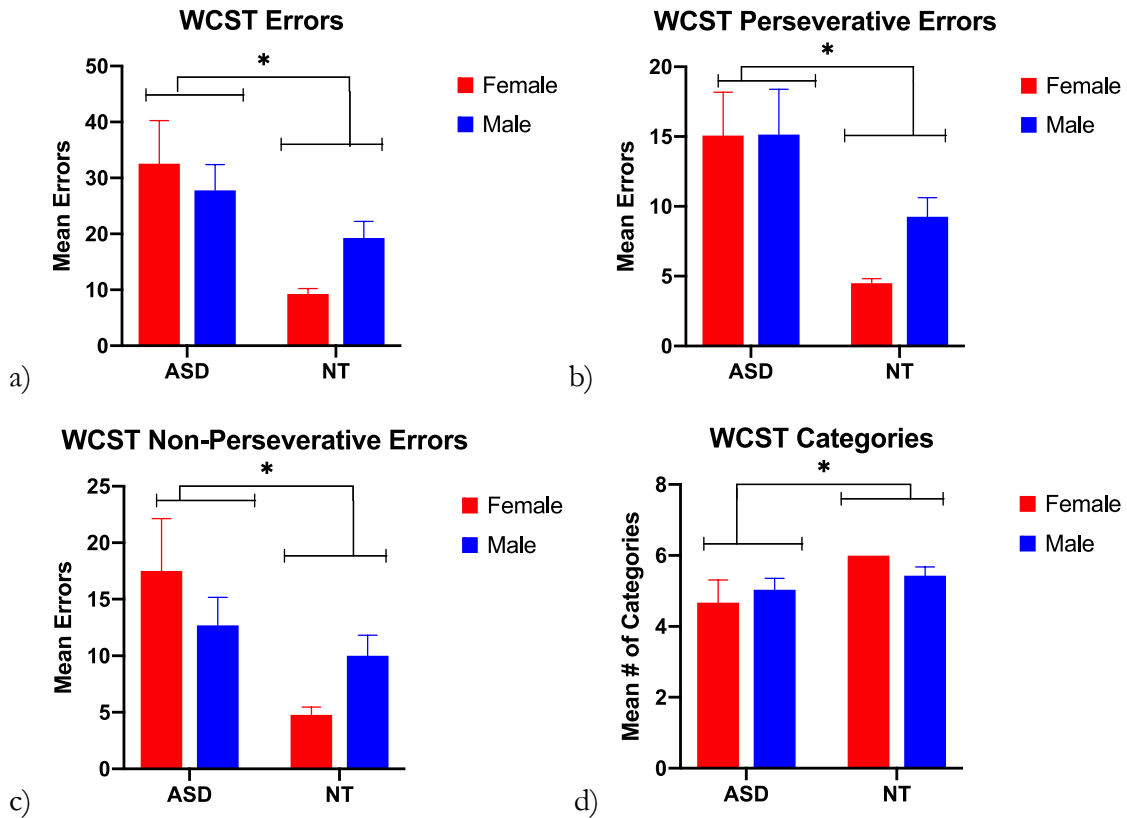 WCST Errors
*
50
40
30
20
10
0
Mean Errors
ASD
NT
Female
Male
a)
WCST Perseverative Errors
*
20
15
10
5
0
Mean Errors
ASD
NT
Female
Male
b)
WCST Non-Perseverative Errors
*
25
20
15
10
5
0
Mean Errors
ASD
NT
Female
Male
c)
WCST Categories
*
8
6
4
2
0
Mean # of Categories
ASD
NT
Female
Male
d)